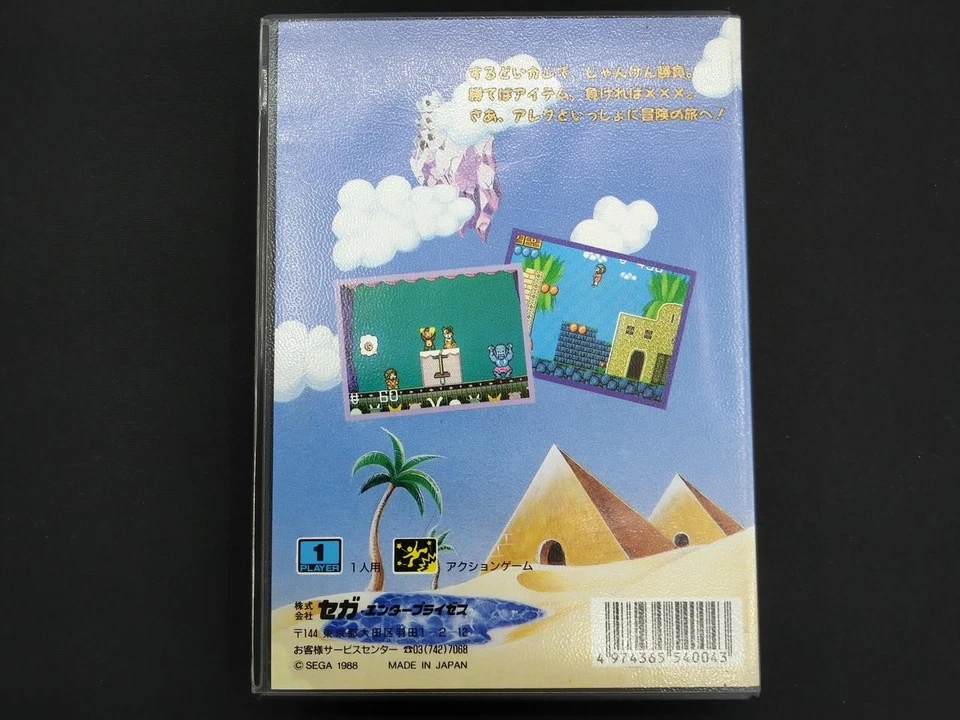 するどいカンで、じゃんけん勝負。
勝てばアイテム、負ければ×××。
さあ、アレクといっしょに冒険の旅へ!
60
1
PLAYER
1人用
アクションゲーム
株式会社 セガ・エンタープライゼス
〒144 東京都大田区羽田1-2-12
お客様サービスセンター ☎03(742)7068
© SEGA 1988 MADE IN JAPAN
4 974365 540043